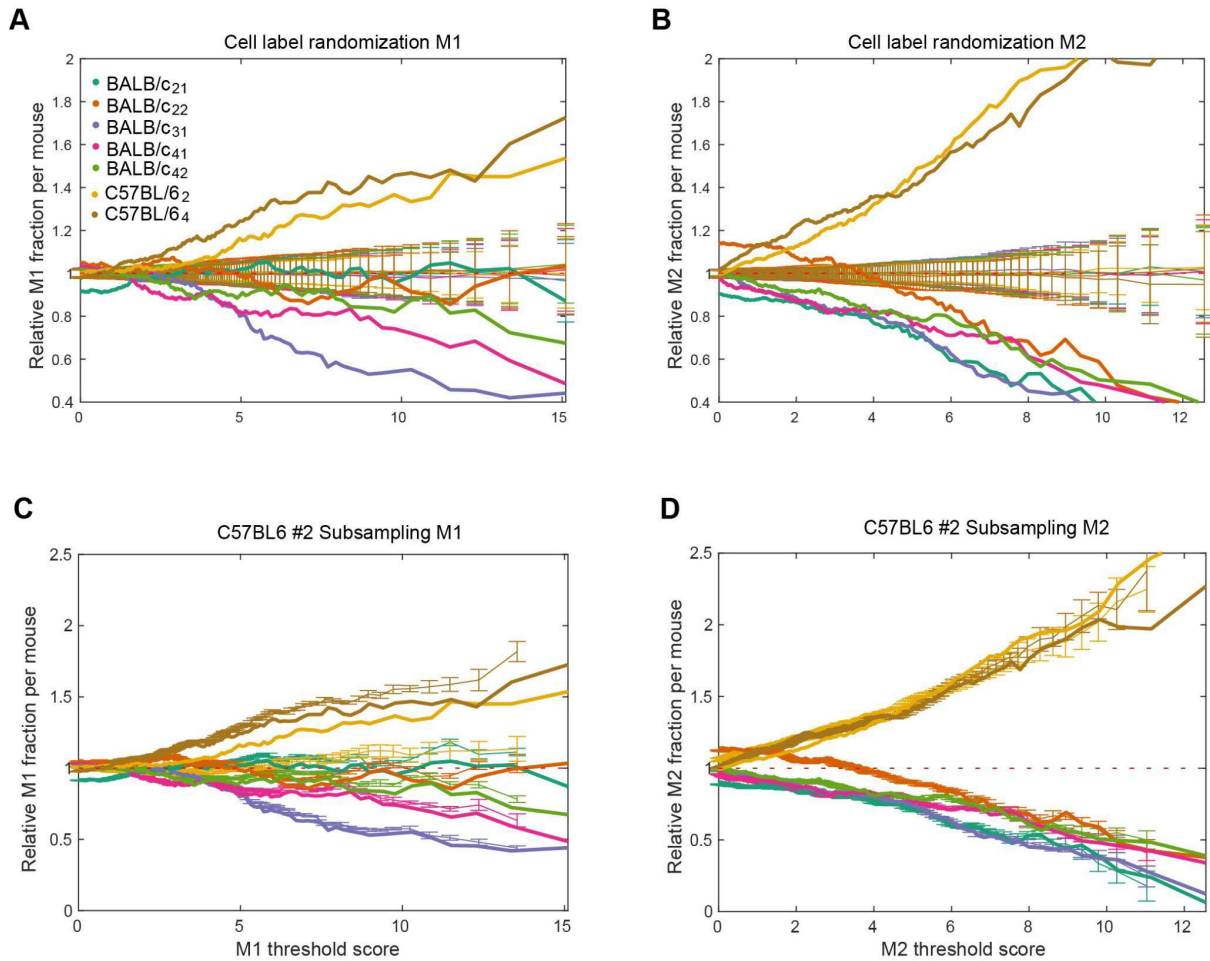 A
Cell label randomization M1
Relative M1 fraction per mouse
2
1.8
1.6
1.4
1.2
1
0.8
0.6
0.4
BALB/c21
BALB/c22
BALB/c31
BALB/c41
BALB/c42
C57BL/62
C57BL/64
0 5 10 15
B
Cell label randomization M2
Relative M2 fraction per mouse
2
1.8
1.6
1.4
1.2
1
0.8
0.6
0.4
0 2 4 6 8 10 12
C
C57BL6 #2 Subsampling M1
Relative M1 fraction per mouse
2.5
2
1.5
1
0.5
0
0 5 10 15
M1 threshold score
D
C57BL6 #2 Subsampling M2
Relative M2 fraction per mouse
2.5
2
1.5
1
0.5
0
0 2 4 6 8 10 12
M2 threshold score